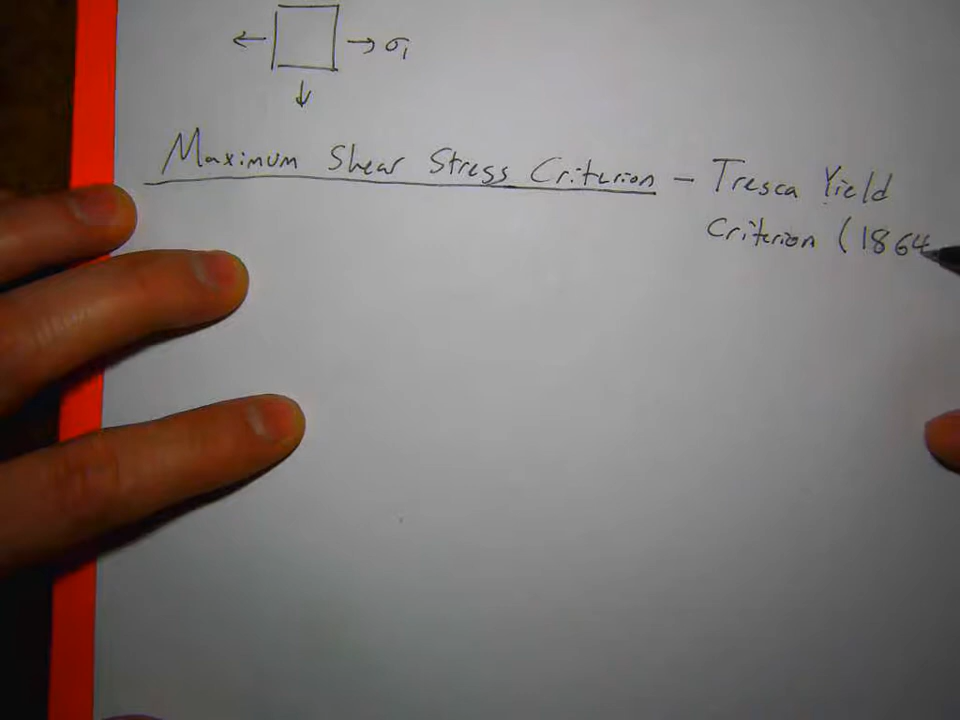 σ₁
Maximum Shear Stress Criterion – Tresca Yield
Criterion (1864